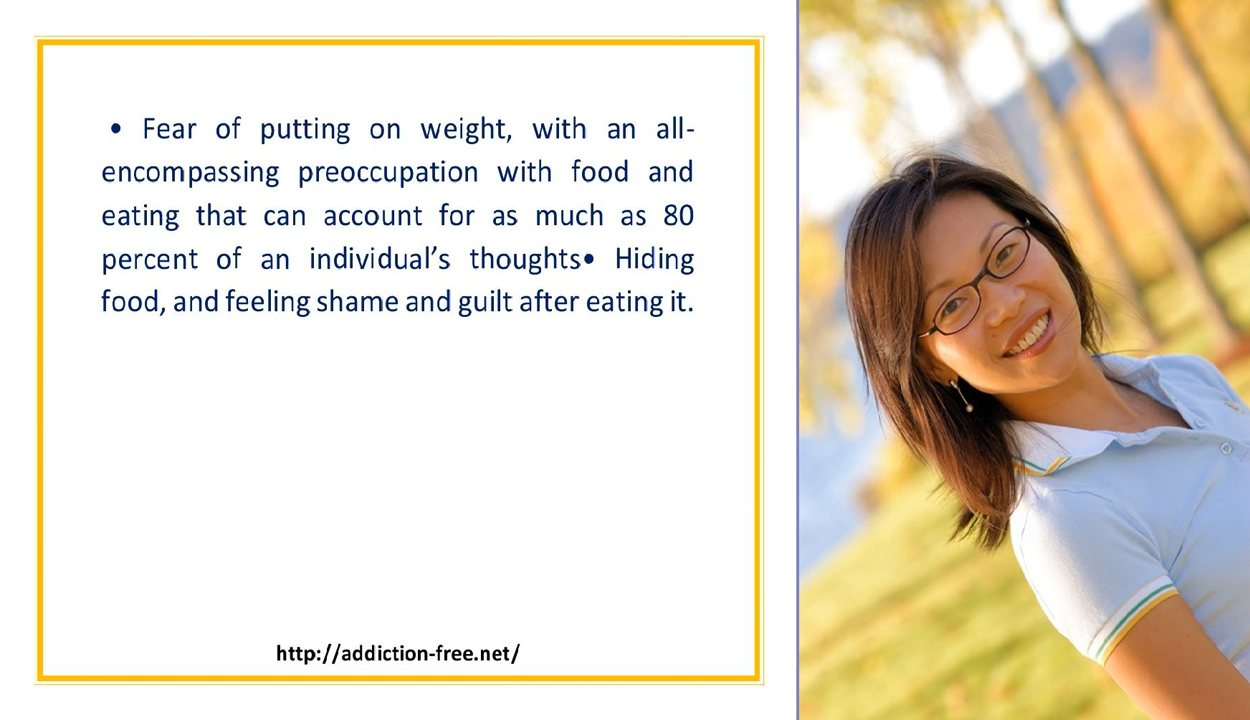 • Fear of putting on weight, with an all-
encompassing preoccupation with food and
eating that can account for as much as 80
percent of an individual’s thoughts• Hiding
food, and feeling shame and guilt after eating it.
http://addiction-free.net/